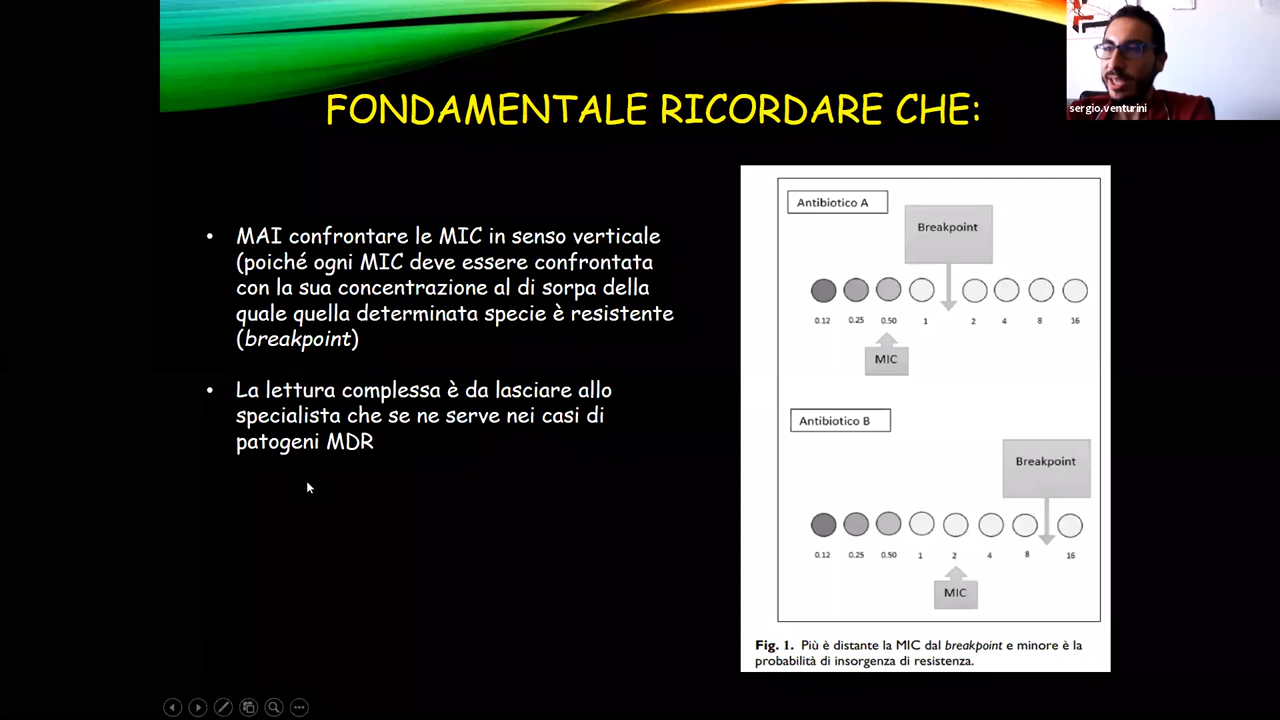 sergio.venturini
FONDAMENTALE RICORDARE CHE:
• MAI confrontare le MIC in senso verticale
(poiché ogni MIC deve essere confrontata
con la sua concentrazione al di sorpa della
quale quella determinata specie è resistente
(breakpoint)
• La lettura complessa è da lasciare allo
specialista che se ne serve nei casi di
patogeni MDR
Antibiotico A
Breakpoint
0.12 0.25 0.50 1 2 4 8 16
MIC
Antibiotico B
Breakpoint
0.12 0.25 0.50 1 2 4 8 16
MIC
Fig. 1. Più è distante la MIC dal breakpoint e minore è la
probabilità di insorgenza di resistenza.